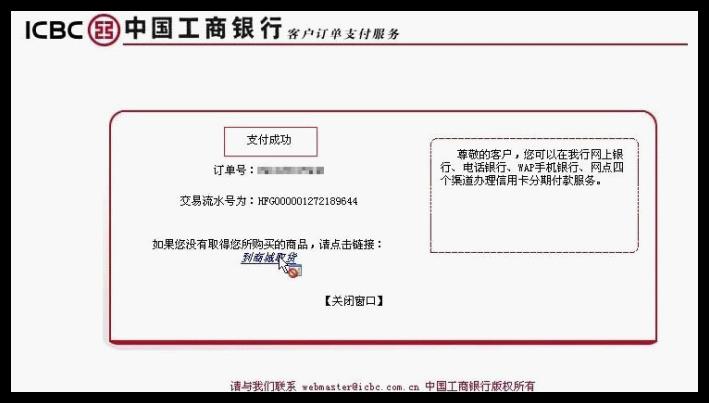 ICBC 中国工商银行 客户订单支付服务
支付成功
订单号：
交易流水号为：HFG000001272189644
如果您没有取得您所购买的商品，请点击链接：
到商城取货
【关闭窗口】
尊敬的客户，您可以在我行网上银
行、电话银行、WAP手机银行、网点四
个渠道办理信用卡分期付款服务。
请与我们联系 webmaster@icbc.com.cn 中国工商银行版权所有